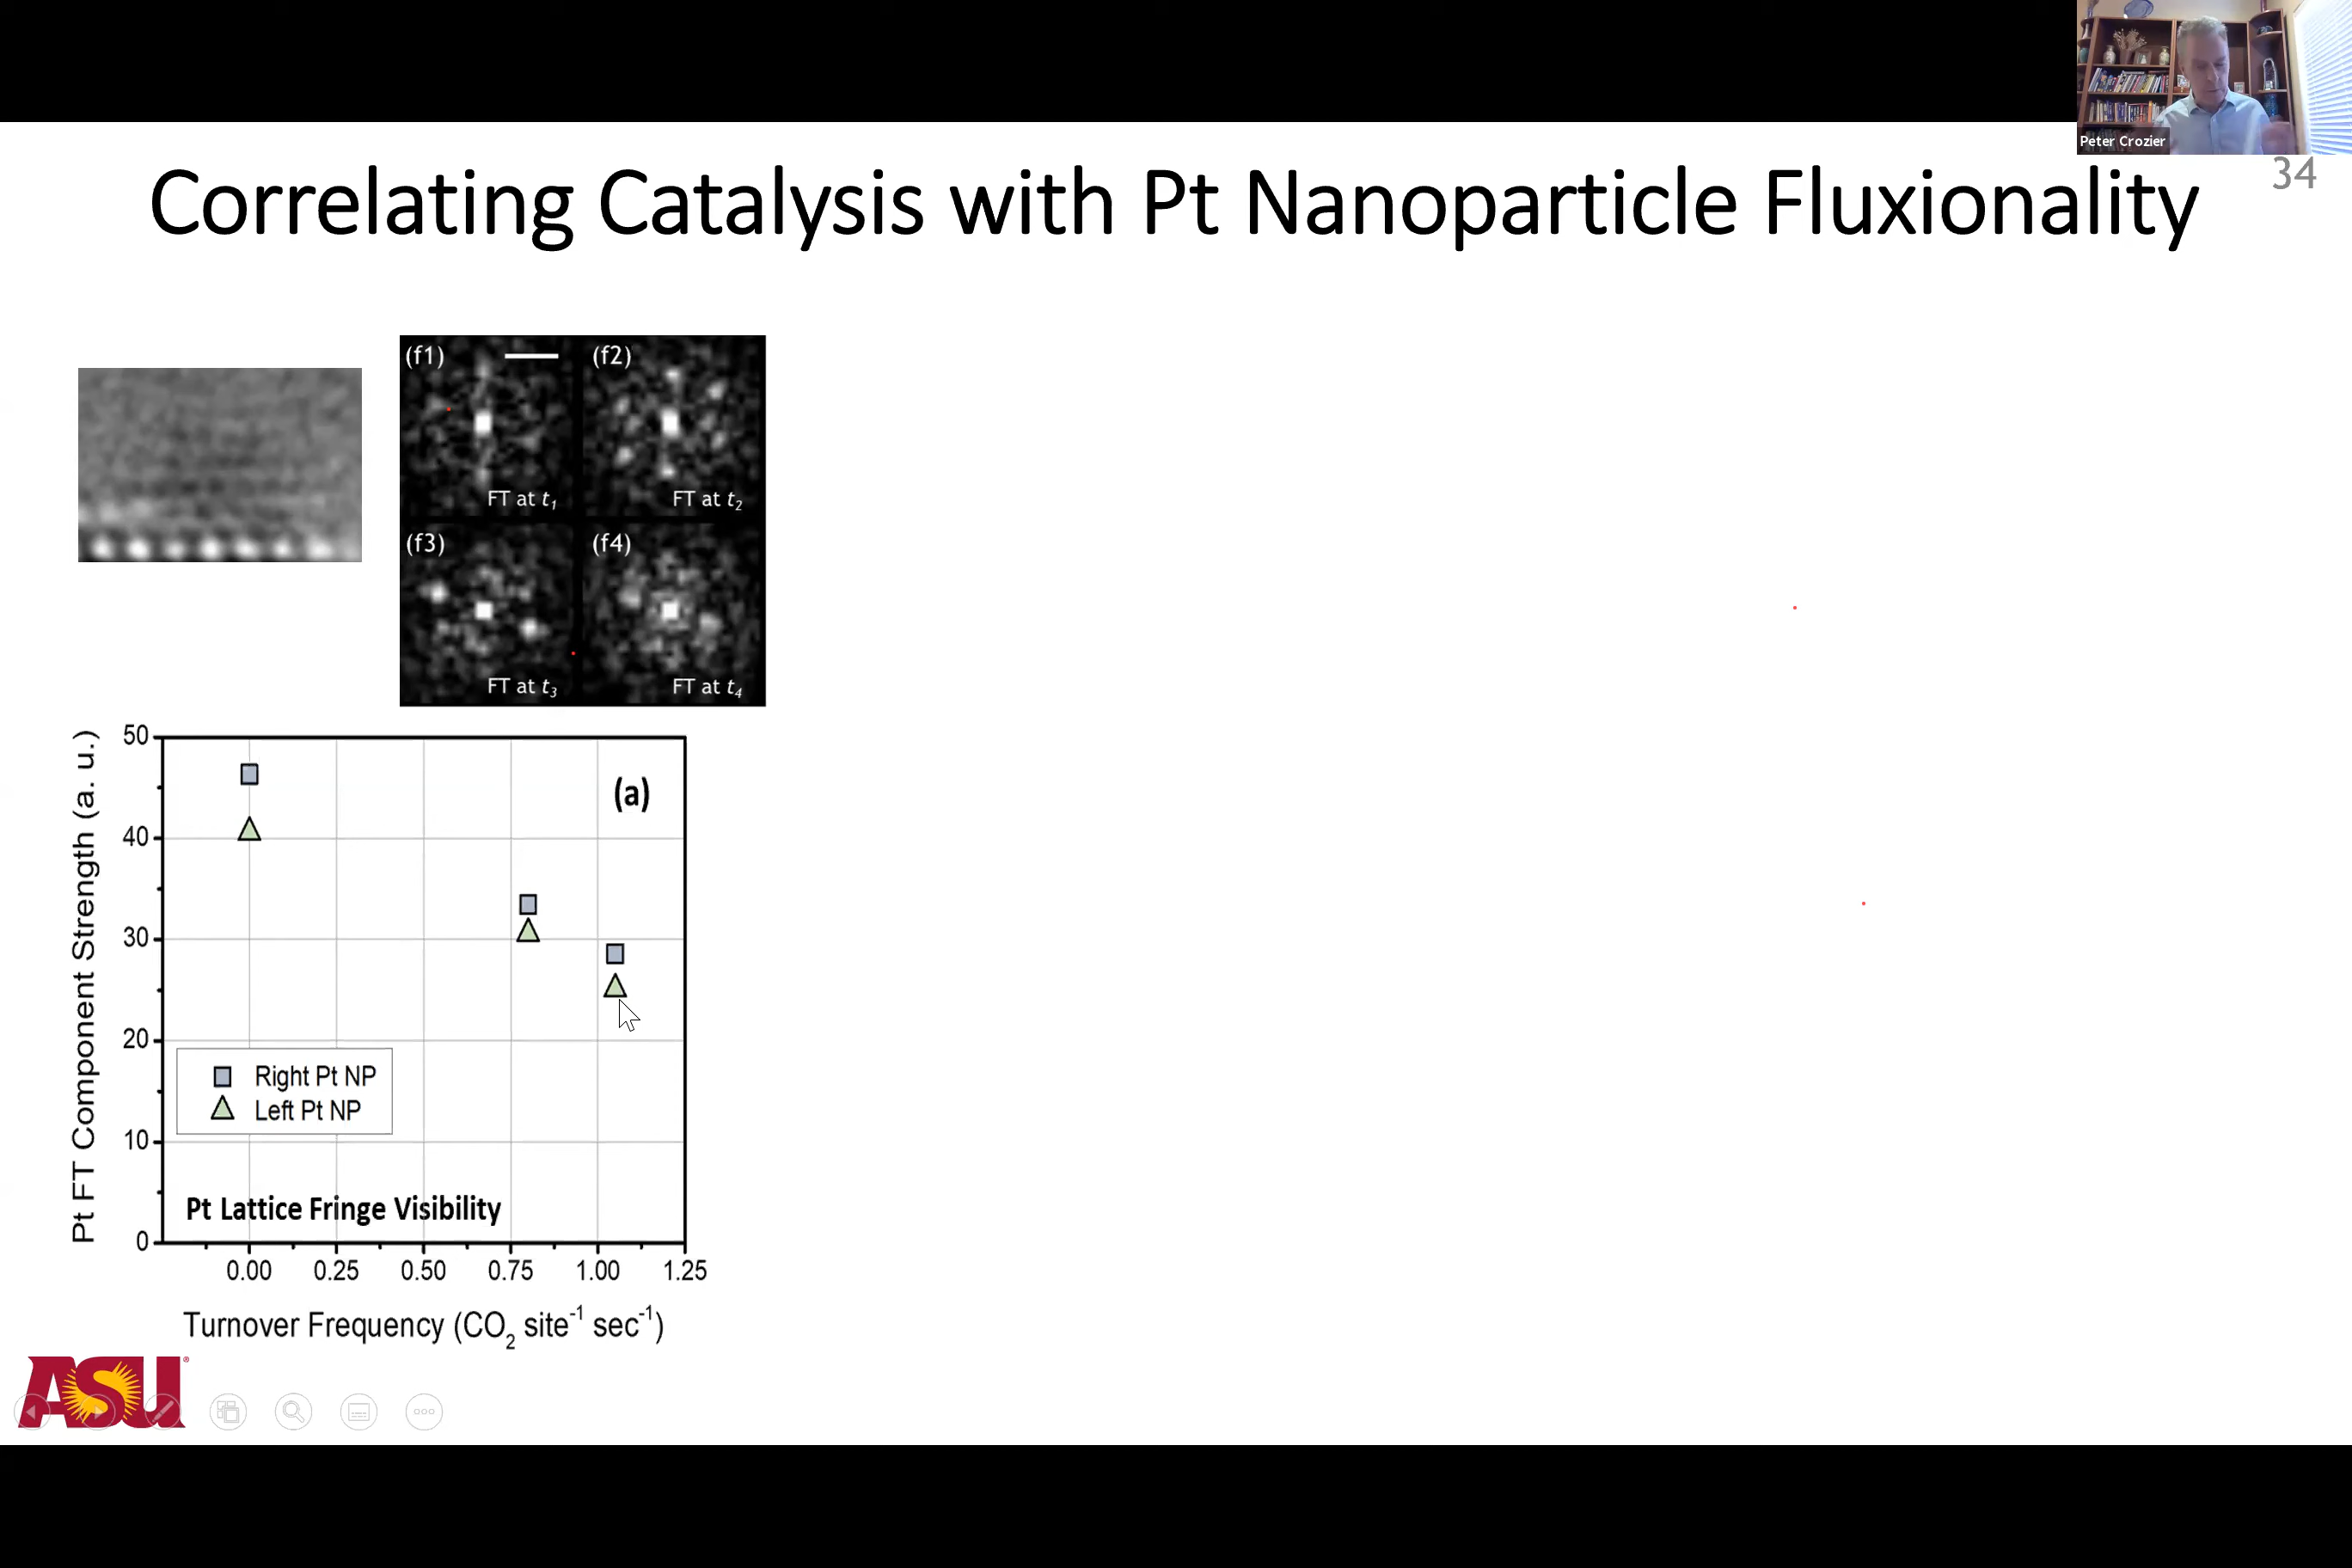 Peter Crozier
34
Correlating Catalysis with Pt Nanoparticle Fluxionality
(f1)
(f2)
FT at t₁
FT at t₂
(f3)
(f4)
FT at t₃
FT at t₄
Pt FT Component Strength (a. u.)
50
40
30
20
10
0
(a)
Right Pt NP
Left Pt NP
Pt Lattice Fringe Visibility
0.00 0.25 0.50 0.75 1.00 1.25
Turnover Frequency (CO₂ site⁻¹ sec⁻¹)
ASU